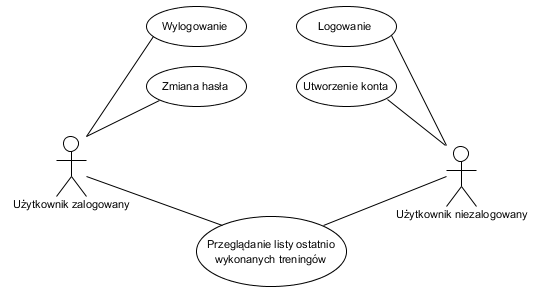 Wylogowanie
Logowanie
Zmiana hasła
Utworzenie konta
Użytkownik zalogowany
Użytkownik niezalogowany
Przeglądanie listy ostatnio
wykonanych treningów